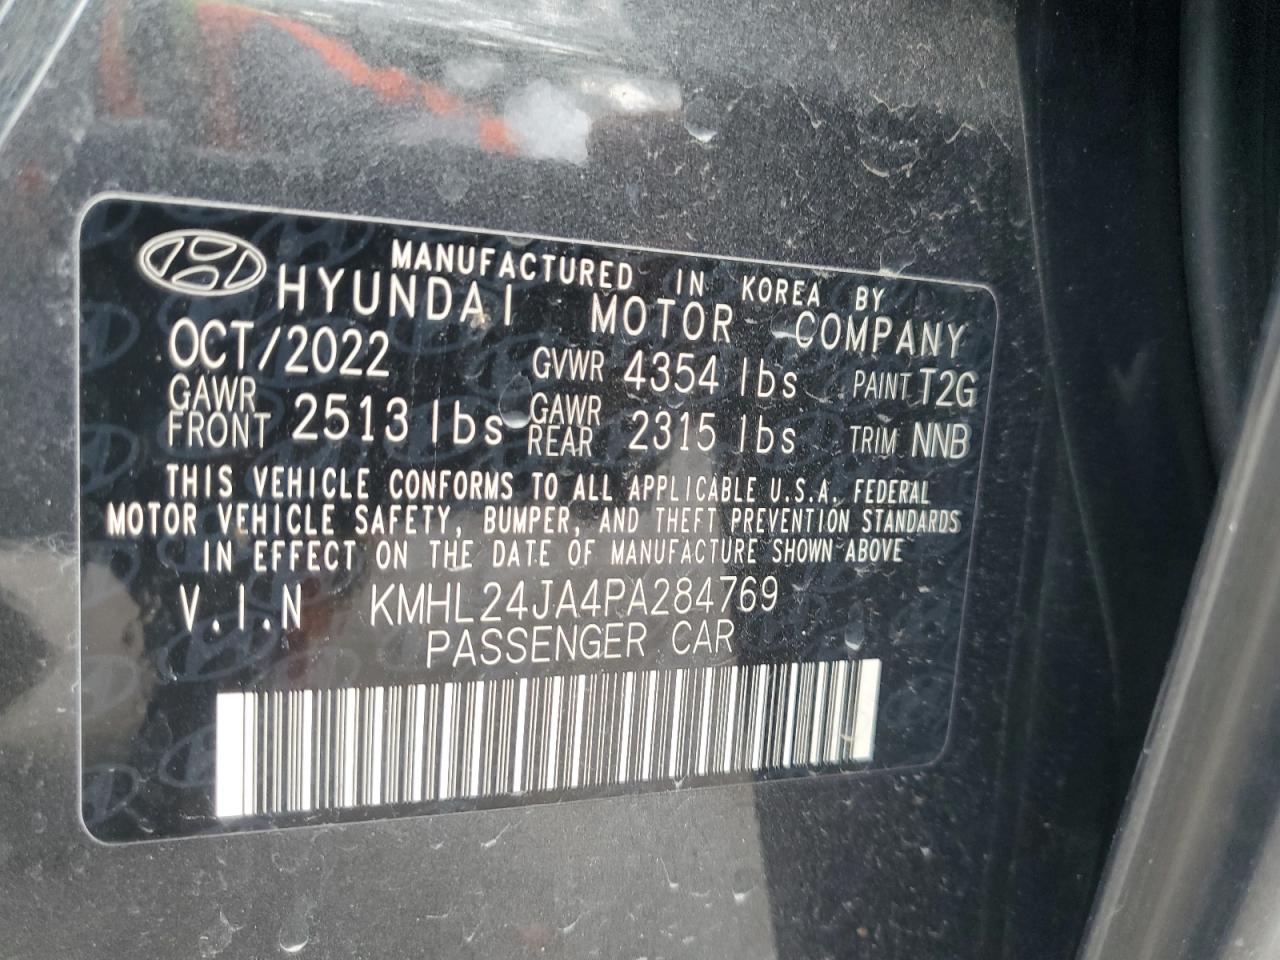 MANUFACTURED IN KOREA BY
HYUNDAI MOTOR COMPANY
OCT/2022 GVWR 4354 lbs PAINT T2G
GAWR FRONT 2513 lbs GAWR REAR 2315 lbs TRIM NNB
THIS VEHICLE CONFORMS TO ALL APPLICABLE U.S.A. FEDERAL
MOTOR VEHICLE SAFETY, BUMPER, AND THEFT PREVENTION STANDARDS
IN EFFECT ON THE DATE OF MANUFACTURE SHOWN ABOVE
V.I.N KMHL24JA4PA284769
PASSENGER CAR